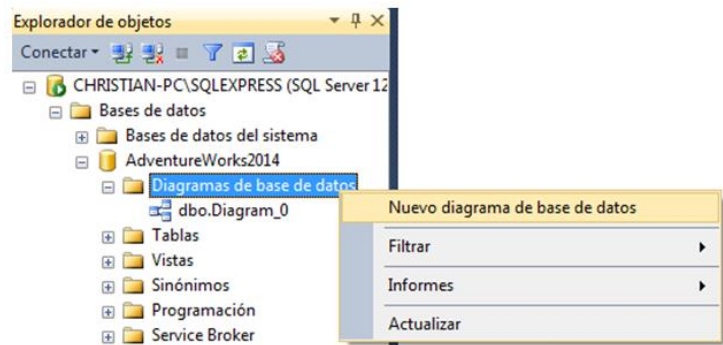 Explorador de objetos
Conectar
CHRISTIAN-PC\SQLEXPRESS (SQL Server 12
Bases de datos
Bases de datos del sistema
AdventureWorks2014
Diagramas de base de datos
dbo.Diagram_0
Tablas
Vistas
Sinónimos
Programación
Service Broker
Nuevo diagrama de base de datos
Filtrar
Informes
Actualizar